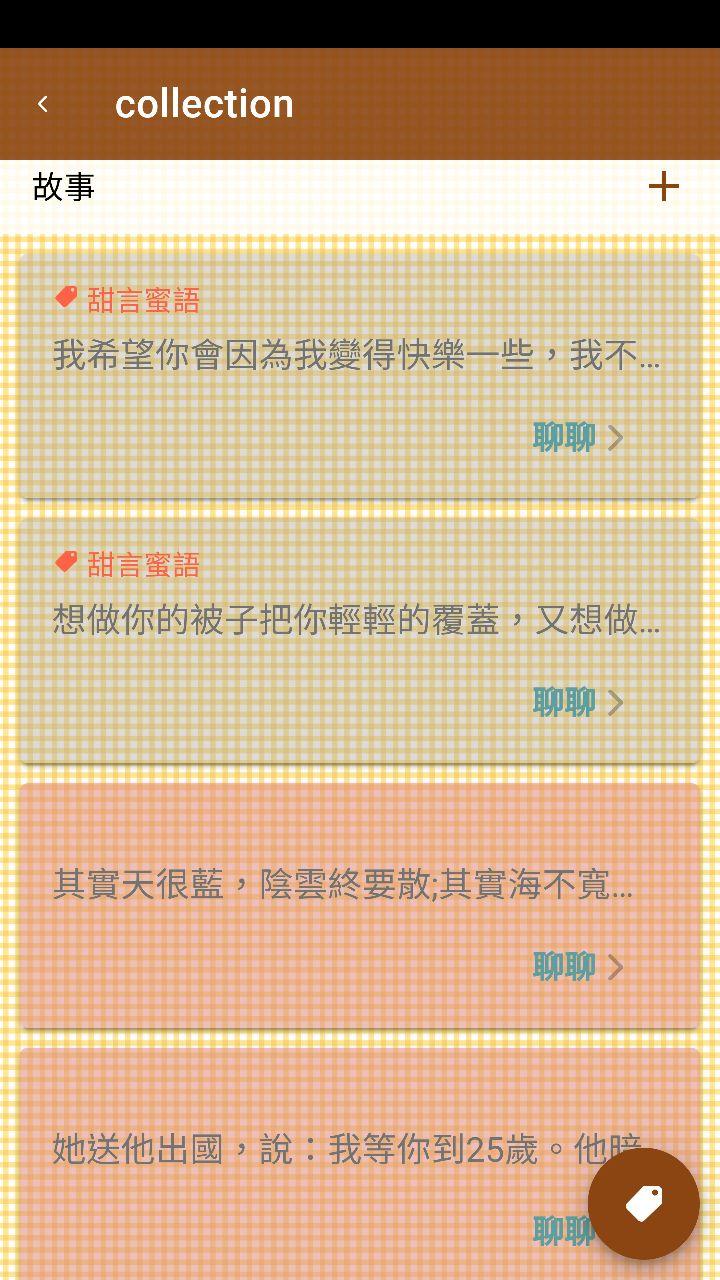 collection
故事
甜言蜜語
我希望你會因為我變得快樂一些，我不...
聊聊
甜言蜜語
想做你的被子把你輕輕的覆蓋，又想做...
聊聊
其實天很藍，陰雲終要散;其實海不寬...
聊聊
她送他出國，說：我等你到25歲。他暗
聊聊